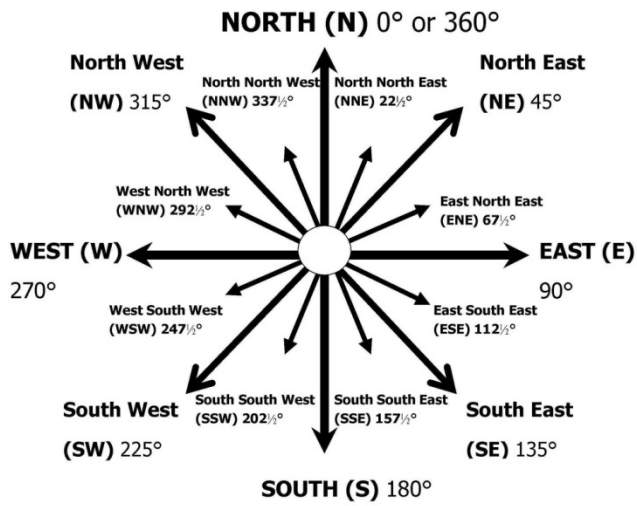 NORTH (N) 0° or 360°
North West
(NW) 315°
North North West
(NNW) 337½°
North North East
(NNE) 22½°
North East
(NE) 45°
West North West
(WNW) 292½°
East North East
(ENE) 67½°
WEST (W)
270°
EAST (E)
90°
West South West
(WSW) 247½°
East South East
(ESE) 112½°
South West
(SW) 225°
South South West
(SSW) 202½°
South South East
(SSE) 157½°
South East
(SE) 135°
SOUTH (S) 180°